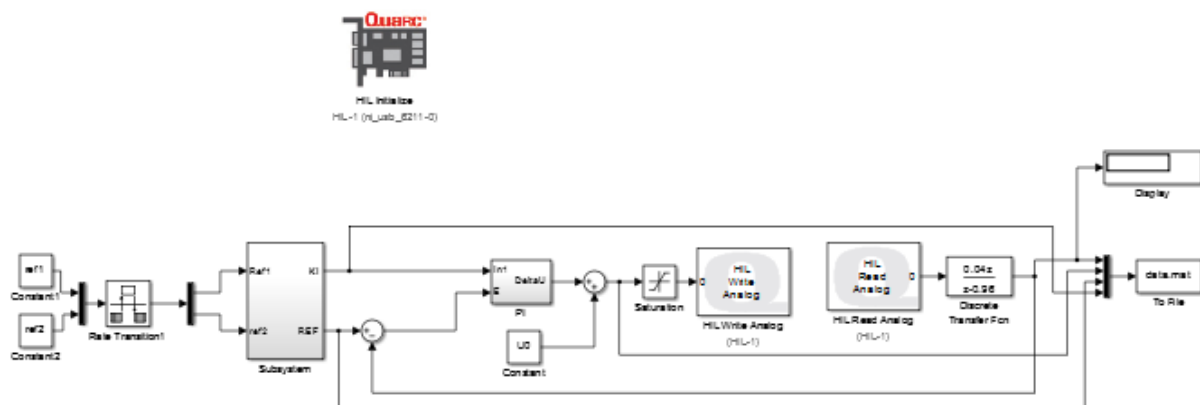 QUARC
HIL Initialize
HIL-1 (ni_usb_6211-0)
Display
ref1
Constant1
ref2
Constant2
Rate Transition1
Ref1
ref2
KI
REF
Subsystem
In1
E
DeltaU
PI
U0
Constant
Saturation
0
HIL
Write
Analog
HIL Write Analog
(HIL-1)
HIL
Read
Analog
0
HIL Read Analog
(HIL-1)
0.04z
z-0.96
Discrete
Transfer Fcn
data.mat
To File